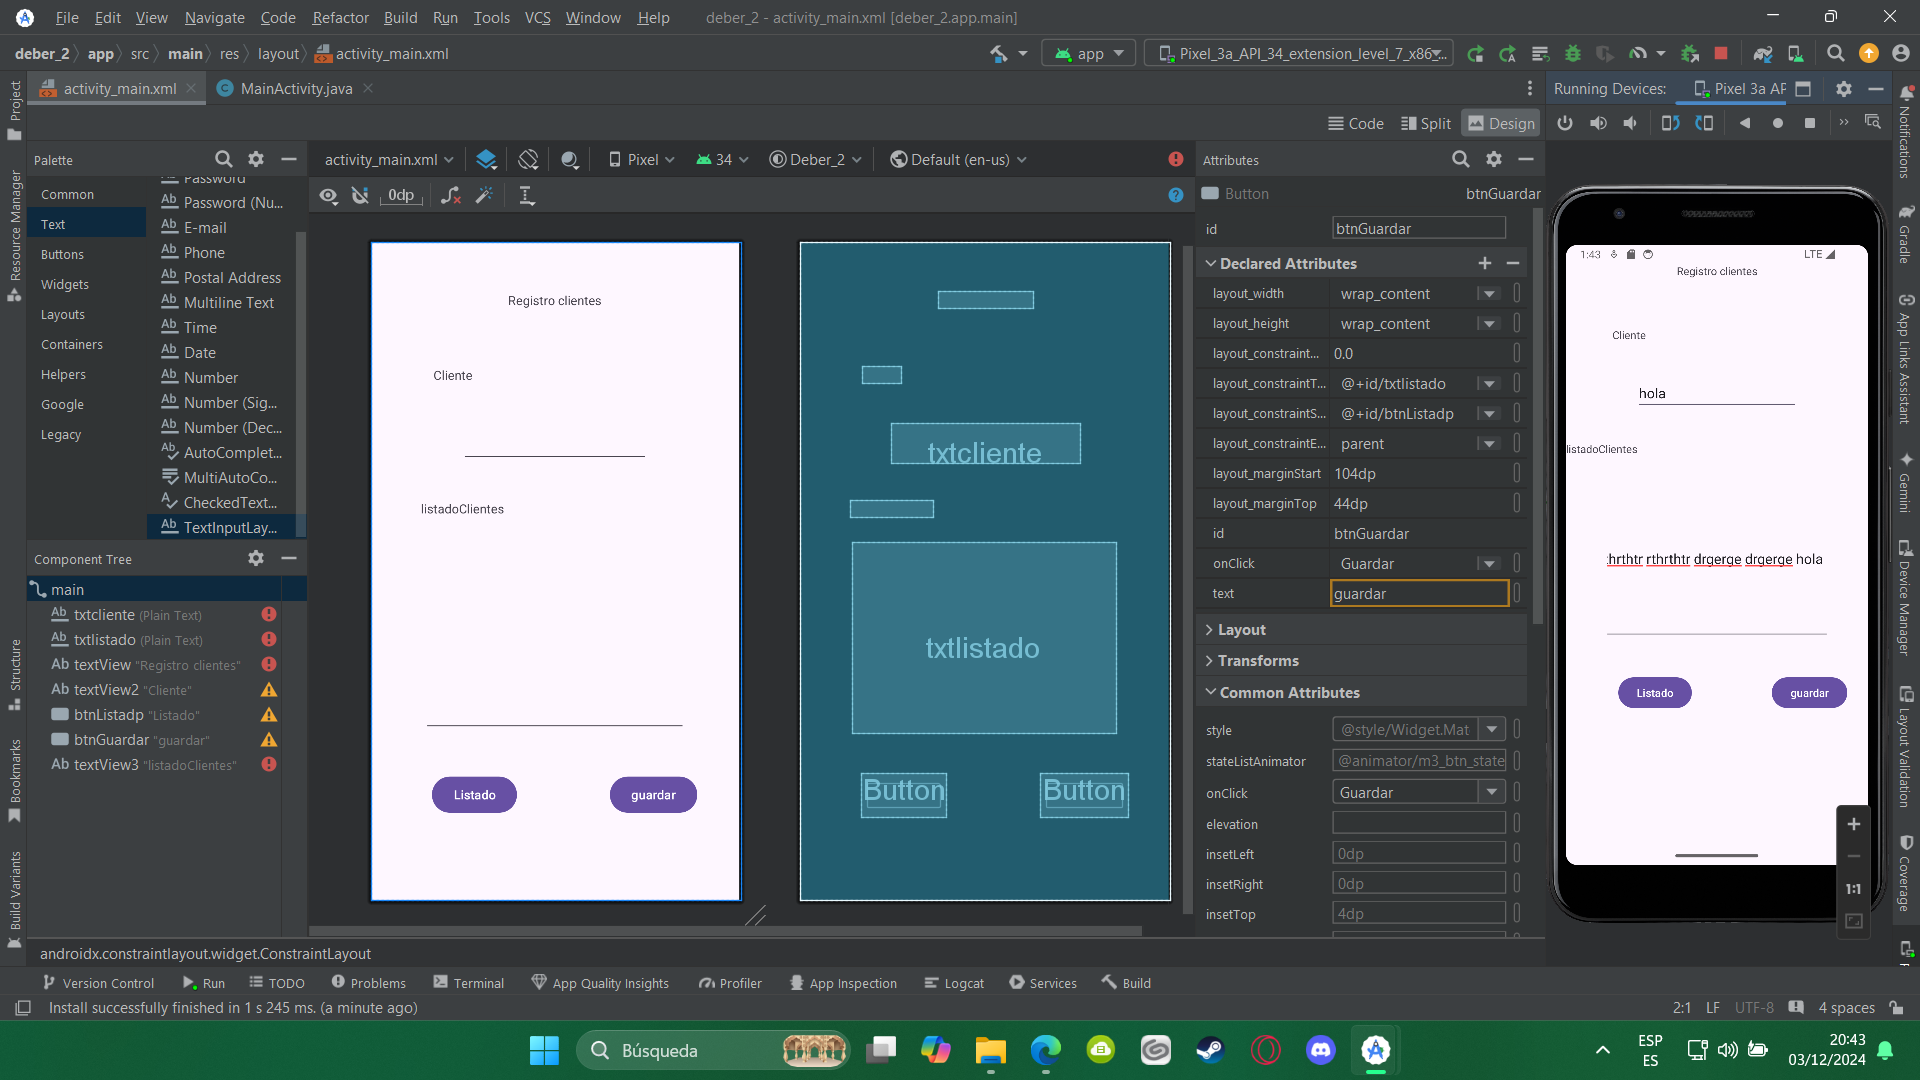 File Edit View Navigate Code Refactor Build Run Tools VCS Window Help deber_2 - activity_main.xml [deber_2.app.main]
deber_2 app src main res layout activity_main.xml app Pixel_3a_API_34_extension_level_7_x86
activity_main.xml MainActivity.java Running Devices: Pixel 3a AP
Code Split Design
Project
Resource Manager
Structure
Bookmarks
Build Variants
Palette
Common
Text
Buttons
Widgets
Layouts
Containers
Helpers
Google
Legacy
Password
Password (Nu...
E-mail
Phone
Postal Address
Multiline Text
Time
Date
Number
Number (Sig...
Number (Dec...
AutoComplet...
MultiAutoCo...
CheckedText...
TextInputLay...
Component Tree
main
txtcliente (Plain Text)
txtlistado (Plain Text)
textView "Registro clientes"
textView2 "Cliente"
btnListadp "Listado"
btnGuardar "guardar"
textView3 "listadoClientes"
activity_main.xml Pixel 34 Deber_2 Default (en-us)
0dp
Registro clientes
Cliente
listadoClientes
Listado guardar
txtcliente
txtlistado
Button Button
Attributes
Button btnGuardar
id btnGuardar
Declared Attributes
layout_width wrap_content
layout_height wrap_content
layout_constraint... 0.0
layout_constraintT... @+id/txtlistado
layout_constraintS... @+id/btnListadp
layout_constraintE... parent
layout_marginStart 104dp
layout_marginTop 44dp
id btnGuardar
onClick Guardar
text guardar
Layout
Transforms
Common Attributes
style @style/Widget.Mat
stateListAnimator @animator/m3_btn_state
onClick Guardar
elevation
insetLeft 0dp
insetRight 0dp
insetTop 4dp
1:43 LTE
Registro clientes
Cliente
hola
listadoClientes
hrthtr rthrthtr drgerge drgerge hola
Listado guardar
1:1
Notifications
Gradle
App Links Assistant
Gemini
Device Manager
Layout Validation
Coverage
androidx.constraintlayout.widget.ConstraintLayout
Version Control Run TODO Problems Terminal App Quality Insights Profiler App Inspection Logcat Services Build
Install successfully finished in 1 s 245 ms. (a minute ago) 2:1 LF UTF-8 4 spaces
Búsqueda
ESP
ES
20:43
03/12/2024